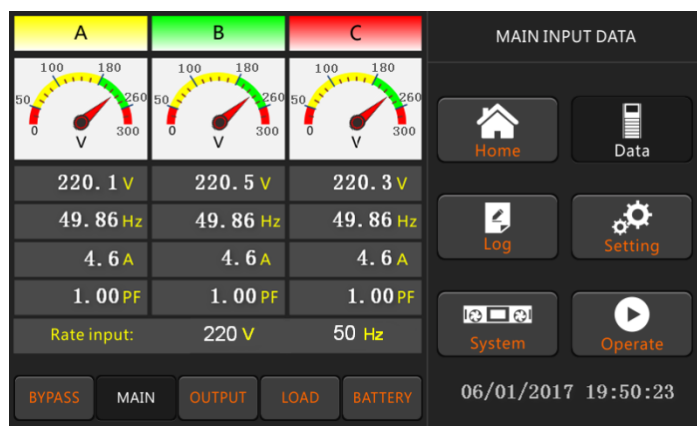 A B C MAIN INPUT DATA
100 180 100 180 100 180
50 260 50 260 50 260
0 300 0 300 0 300
V V V
Home Data
220.1 V 220.5 V 220.3 V
49.86 Hz 49.86 Hz 49.86 Hz
Log Setting
4.6 A 4.6 A 4.6 A
1.00 PF 1.00 PF 1.00 PF
Rate input: 220 V 50 Hz
System Operate
BYPASS MAIN OUTPUT LOAD BATTERY
06/01/2017 19:50:23